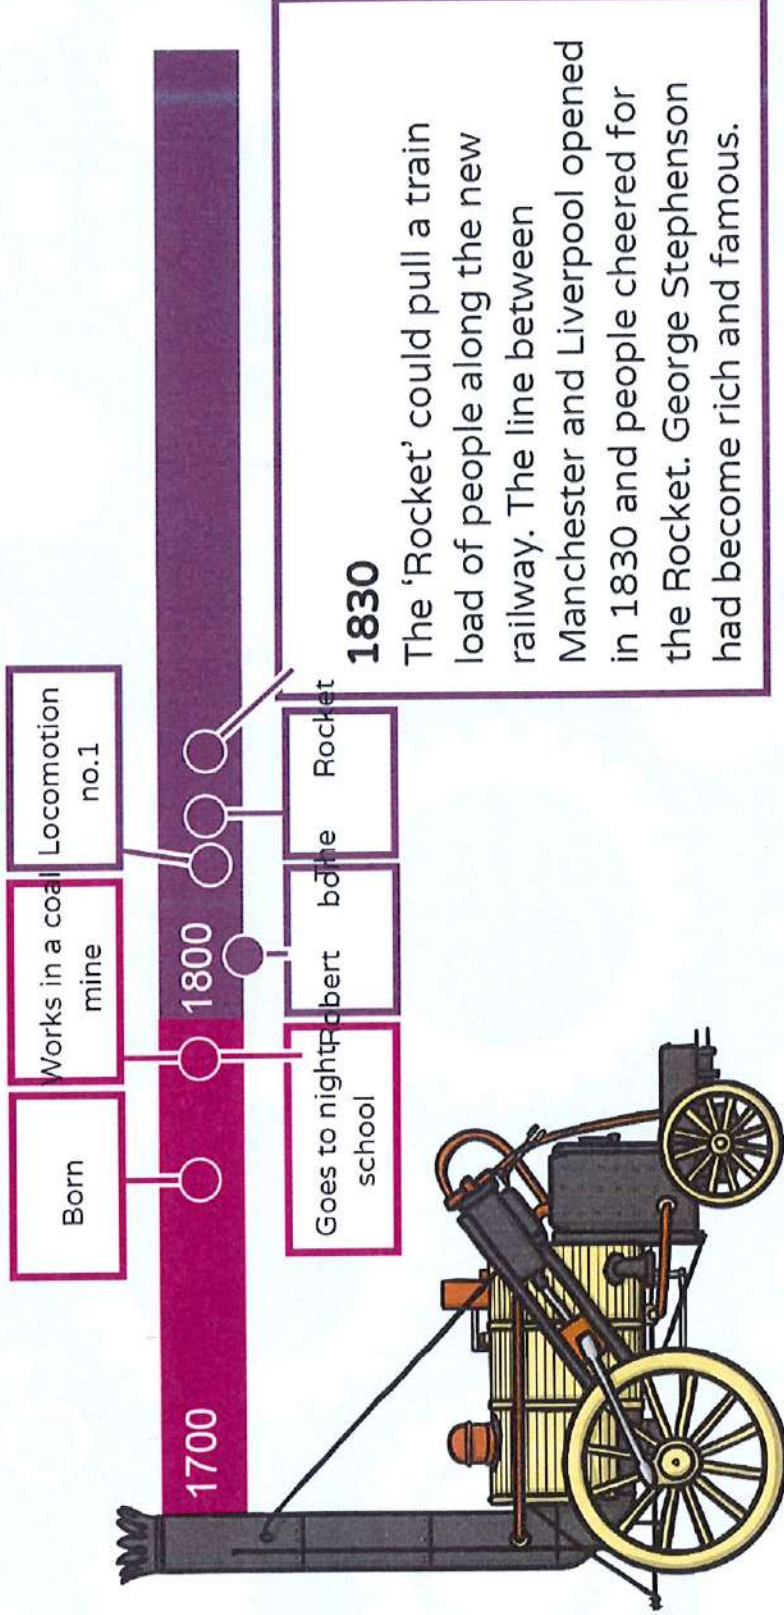 Born
Works in a coal
mine
Locomotion
no.1
1700
1800
Goes to night
school
Robert bo
The Rocket
1830
The ‘Rocket’ could pull a train
load of people along the new
railway. The line between
Manchester and Liverpool opened
in 1830 and people cheered for
the Rocket. George Stephenson
had become rich and famous.